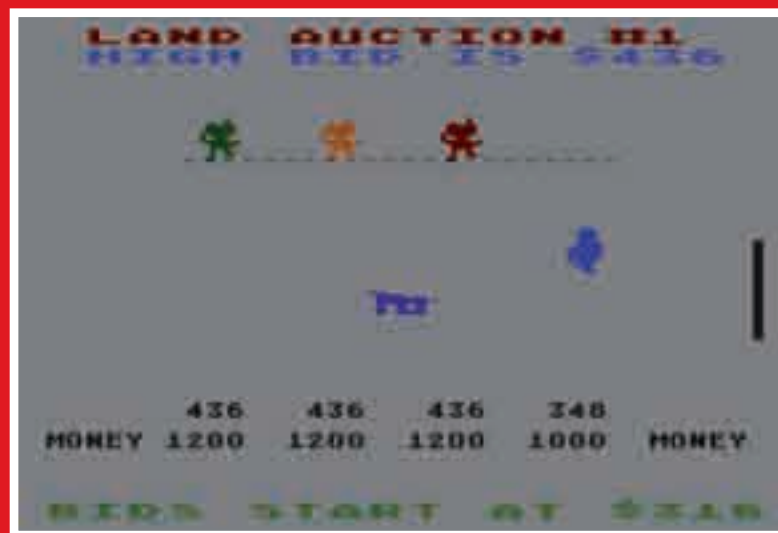 LAND AUCTION #1
HIGH BID IS $436
436 436 436 348
MONEY 1200 1200 1200 1000 MONEY
BIDS START AT $316